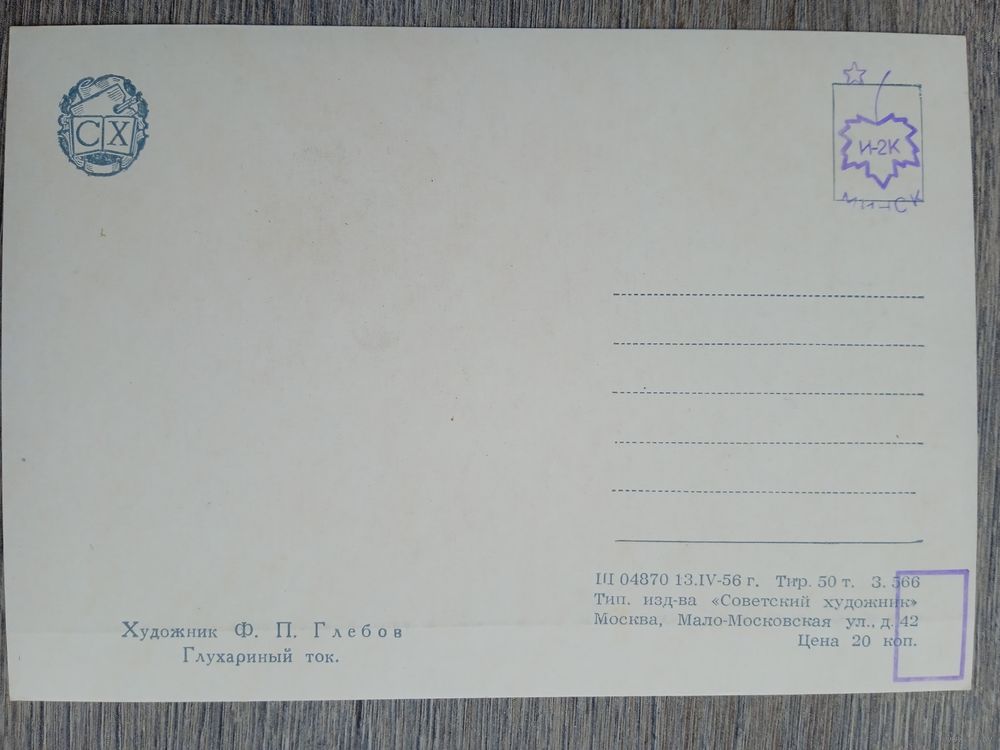 СХ
И-2К
МИНСК
Ш 04870 13.IV-56 г. Тир. 50 т. З. 566
Тип. изд-ва «Советский художник»
Москва, Мало-Московская ул., д. 42
Цена 20 коп.
Художник Ф. П. Глебов
Глухариный ток.